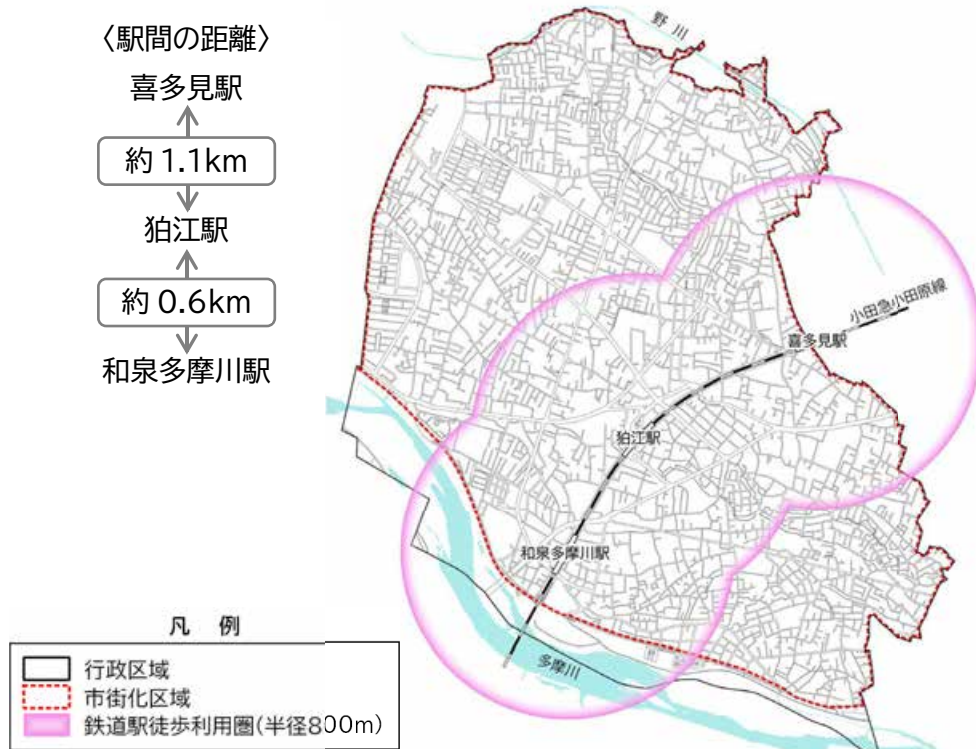 〈駅間の距離〉
喜多見駅
約1.1km
狛江駅
約0.6km
和泉多摩川駅
野川
小田急小田原線
喜多見駅
狛江駅
和泉多摩川駅
多摩川
凡 例
行政区域
市街化区域
鉄道駅徒歩利用圏(半径800m)